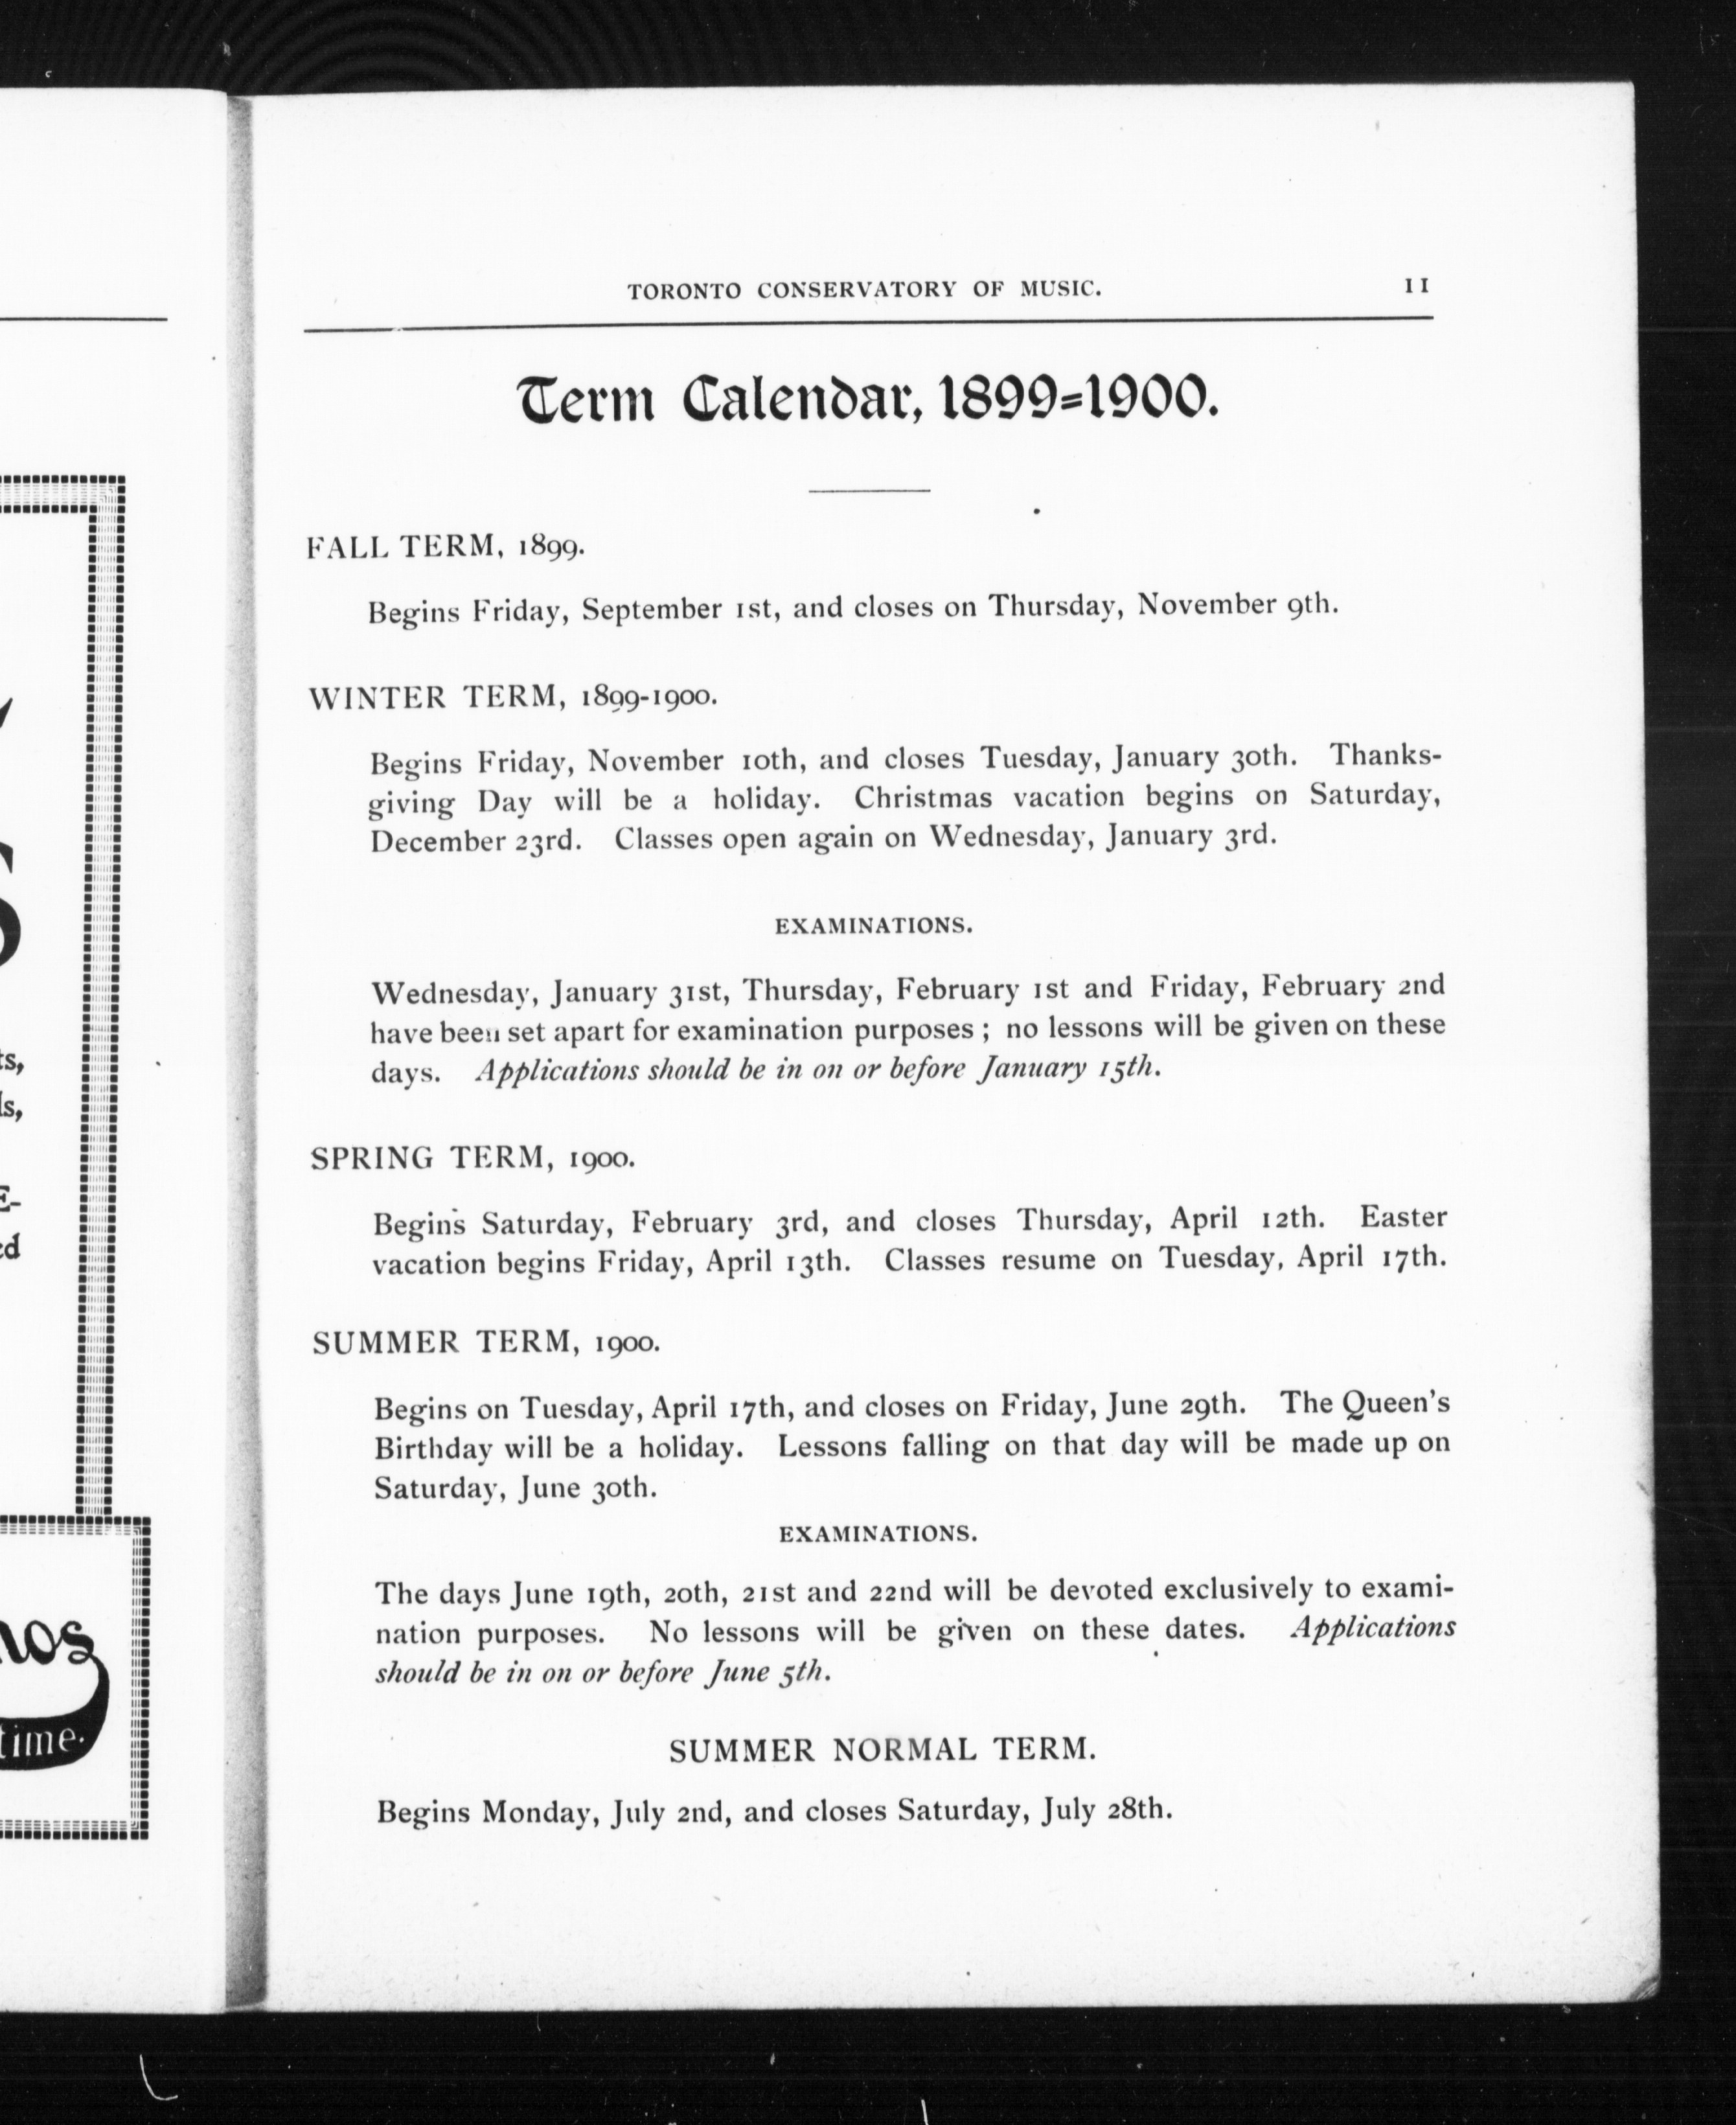 TORONTO CONSERVATORY OF MUSIC. 11
Term Calendar, 1899=1900.
FALL TERM, 1899.
Begins Friday, September 1st, and closes on Thursday, November 9th.
WINTER TERM, 1899-1900.
Begins Friday, November 10th, and closes Tuesday, January 30th. Thanks-
giving Day will be a holiday. Christmas vacation begins on Saturday,
December 23rd. Classes open again on Wednesday, January 3rd.
EXAMINATIONS.
Wednesday, January 31st, Thursday, February 1st and Friday, February 2nd
have been set apart for examination purposes ; no lessons will be given on these
days. Applications should be in on or before January 15th.
SPRING TERM, 1900.
Begins Saturday, February 3rd, and closes Thursday, April 12th. Easter
vacation begins Friday, April 13th. Classes resume on Tuesday, April 17th.
SUMMER TERM, 1900.
Begins on Tuesday, April 17th, and closes on Friday, June 29th. The Queen's
Birthday will be a holiday. Lessons falling on that day will be made up on
Saturday, June 30th.
EXAMINATIONS.
The days June 19th, 20th, 21st and 22nd will be devoted exclusively to exami-
nation purposes. No lessons will be given on these dates. Applications
should be in on or before June 5th.
SUMMER NORMAL TERM.
Begins Monday, July 2nd, and closes Saturday, July 28th.
time.